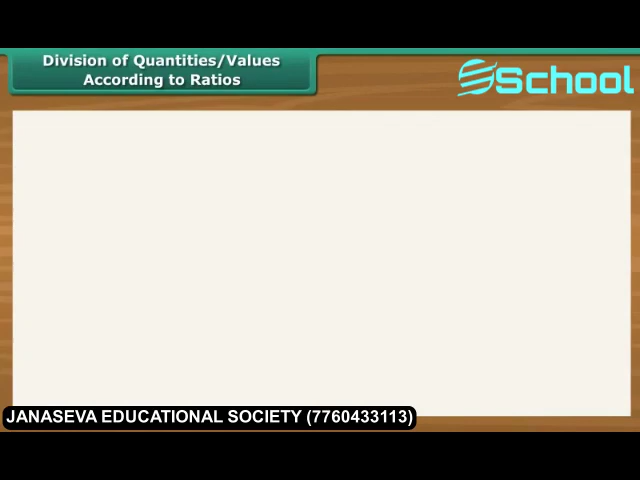 Division of Quantities/Values
According to Ratios
School
JANASEVA EDUCATIONAL SOCIETY (7760433113)